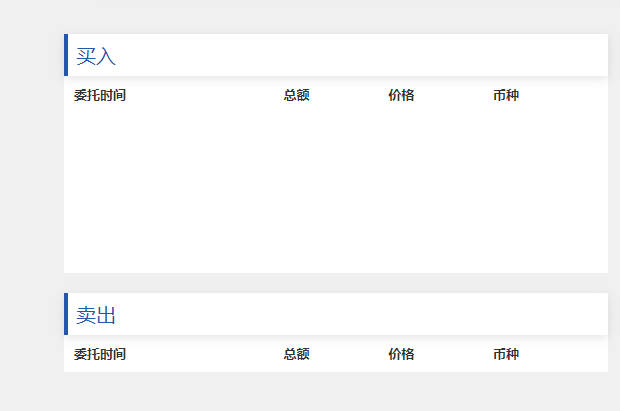 买入
委托时间 总额 价格 币种
卖出
委托时间 总额 价格 币种